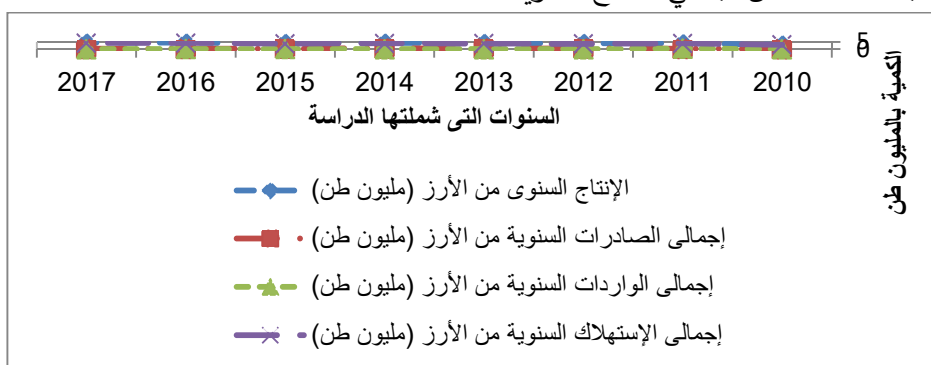 5
0
2017 2016 2015 2014 2013 2012 2011 2010
الكمية بالمليون طن
السنوات التى شملتها الدراسة
الإنتاج السنوى من الأرز (مليون طن)
إجمالى الصادرات السنوية من الأرز (مليون طن)
إجمالى الواردات السنوية من الأرز (مليون طن)
إجمالى الإستهلاك السنوية من الأرز (مليون طن)